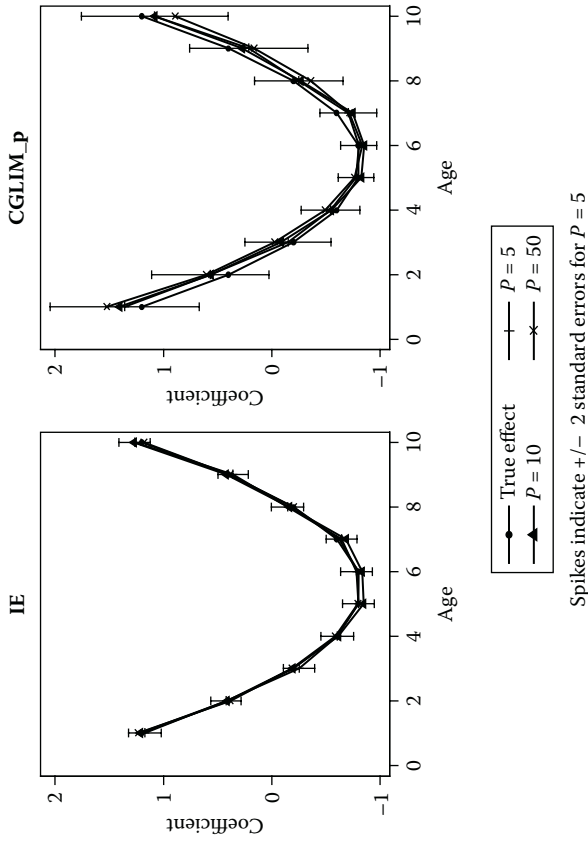 IE
Coefficient
2
1
0
−1
0
2
4
6
8
10
Age
CGLIM_p
Coefficient
2
1
0
−1
0
2
4
6
8
10
Age
True effect
P = 5
P = 10
P = 50
Spikes indicate +/− 2 standard errors for P = 5